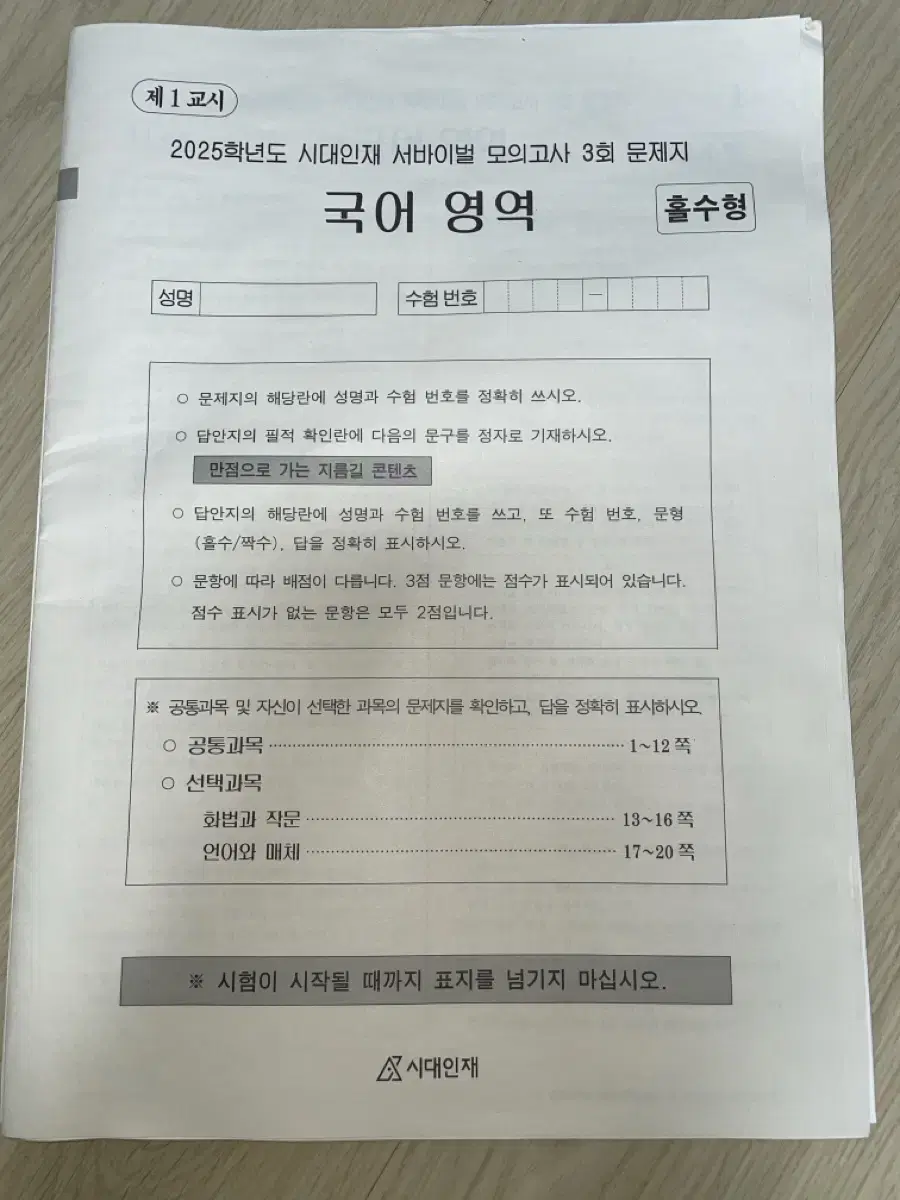 제 1 교시
2025학년도 시대인재 서바이벌 모의고사 3회 문제지
국어 영역
홀수형
성명
수험 번호
–
○ 문제지의 해당란에 성명과 수험 번호를 정확히 쓰시오.
○ 답안지의 필적 확인란에 다음의 문구를 정자로 기재하시오.
만점으로 가는 지름길 콘텐츠
○ 답안지의 해당란에 성명과 수험 번호를 쓰고, 또 수험 번호, 문형
(홀수/짝수), 답을 정확히 표시하시오.
○ 문항에 따라 배점이 다릅니다. 3점 문항에는 점수가 표시되어 있습니다.
점수 표시가 없는 문항은 모두 2점입니다.
※ 공통과목 및 자신이 선택한 과목의 문제지를 확인하고, 답을 정확히 표시하시오.
○ 공통과목 ························ 1~12 쪽
○ 선택과목
화법과 작문 ························ 13~16 쪽
언어와 매체 ························ 17~20 쪽
※ 시험이 시작될 때까지 표지를 넘기지 마십시오.
시대인재